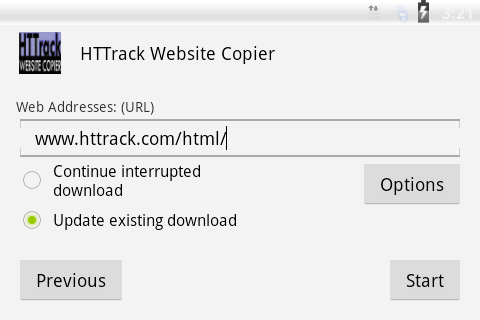 3:21
HTTrack
WEBSITE COPIER
HTTrack Website Copier
Web Addresses: (URL)
www.httrack.com/html/
Continue interrupted
download
Options
Update existing download
Previous
Start